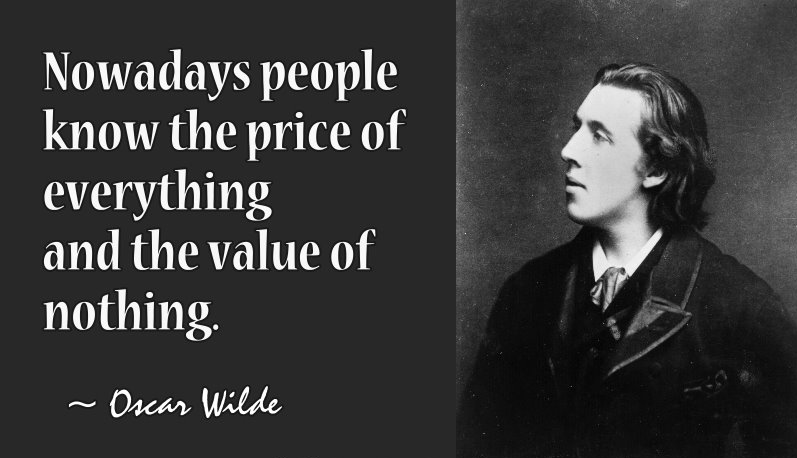 Nowadays people
know the price of
everything
and the value of
nothing.
~ Oscar Wilde